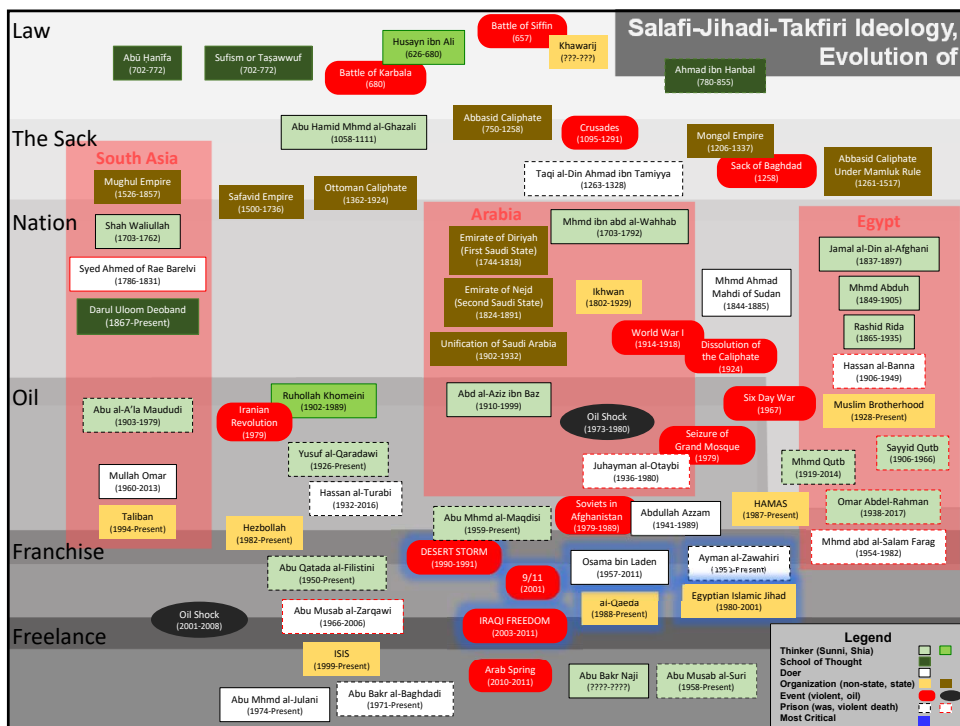 Law
Salafi-Jihadi-Takfiri Ideology,
Evolution of
Battle of Siffin
(657)
Husayn ibn Ali
(626-680)
Khawarij
(???-???)
Abū Ḥanīfa
(702-772)
Sufism or Taṣawwuf
(702-772)
Battle of Karbala
(680)
Ahmad ibn Hanbal
(780-855)
The Sack
Abu Hamid Mhmd al-Ghazali
(1058-1111)
Abbasid Caliphate
(750-1258)
Crusades
(1095-1291)
Mongol Empire
(1206-1337)
South Asia
Taqi al-Din Ahmad ibn Tamiyya
(1263-1328)
Sack of Baghdad
(1258)
Abbasid Caliphate
Under Mamluk Rule
(1261-1517)
Mughul Empire
(1526-1857)
Safavid Empire
(1500-1736)
Ottoman Caliphate
(1362-1924)
Nation
Arabia
Egypt
Shah Waliullah
(1703-1762)
Mhmd ibn abd al-Wahhab
(1703-1792)
Emirate of Diriyah
(First Saudi State)
(1744-1818)
Jamal al-Din al-Afghani
(1837-1897)
Syed Ahmed of Rae Barelvi
(1786-1831)
Emirate of Nejd
(Second Saudi State)
(1824-1891)
Ikhwan
(1802-1929)
Mhmd Ahmad
Mahdi of Sudan
(1844-1885)
Mhmd Abduh
(1849-1905)
Darul Uloom Deoband
(1867-Present)
Rashid Rida
(1865-1935)
Unification of Saudi Arabia
(1902-1932)
World War I
(1914-1918)
Dissolution of
the Caliphate
(1924)
Hassan al-Banna
(1906-1949)
Oil
Abu al-A'la Maududi
(1903-1979)
Iranian
Revolution
(1979)
Ruhollah Khomeini
(1902-1989)
Abd al-Aziz ibn Baz
(1910-1999)
Oil Shock
(1973-1980)
Six Day War
(1967)
Muslim Brotherhood
(1928-Present)
Seizure of
Grand Mosque
(1979)
Sayyid Qutb
(1906-1966)
Yusuf al-Qaradawi
(1926-Present)
Juhayman al-Otaybi
(1936-1980)
Mhmd Qutb
(1919-2014)
Mullah Omar
(1960-2013)
Hassan al-Turabi
(1932-2016)
Omar Abdel-Rahman
(1938-2017)
Taliban
(1994-Present)
Hezbollah
(1982-Present)
Abu Mhmd al-Maqdisi
(1959-Present)
Soviets in
Afghanistan
(1979-1989)
Abdullah Azzam
(1941-1989)
HAMAS
(1987-Present)
Mhmd abd al-Salam Farag
(1954-1982)
Franchise
DESERT STORM
(1990-1991)
Osama bin Laden
(1957-2011)
Ayman al-Zawahiri
(1951-Present)
Abu Qatada al-Filistini
(1950-Present)
9/11
(2001)
al-Qaeda
(1988-Present)
Egyptian Islamic Jihad
(1980-2001)
Oil Shock
(2001-2008)
Abu Musab al-Zarqawi
(1966-2006)
IRAQI FREEDOM
(2003-2011)
Freelance
ISIS
(1999-Present)
Arab Spring
(2010-2011)
Abu Bakr Naji
(????-????)
Abu Musab al-Suri
(1958-Present)
Abu Mhmd al-Julani
(1974-Present)
Abu Bakr al-Baghdadi
(1971-Present)
Legend
Thinker (Sunni, Shia)
School of Thought
Doer
Organization (non-state, state)
Event (violent, oil)
Prison (was, violent death)
Most Critical